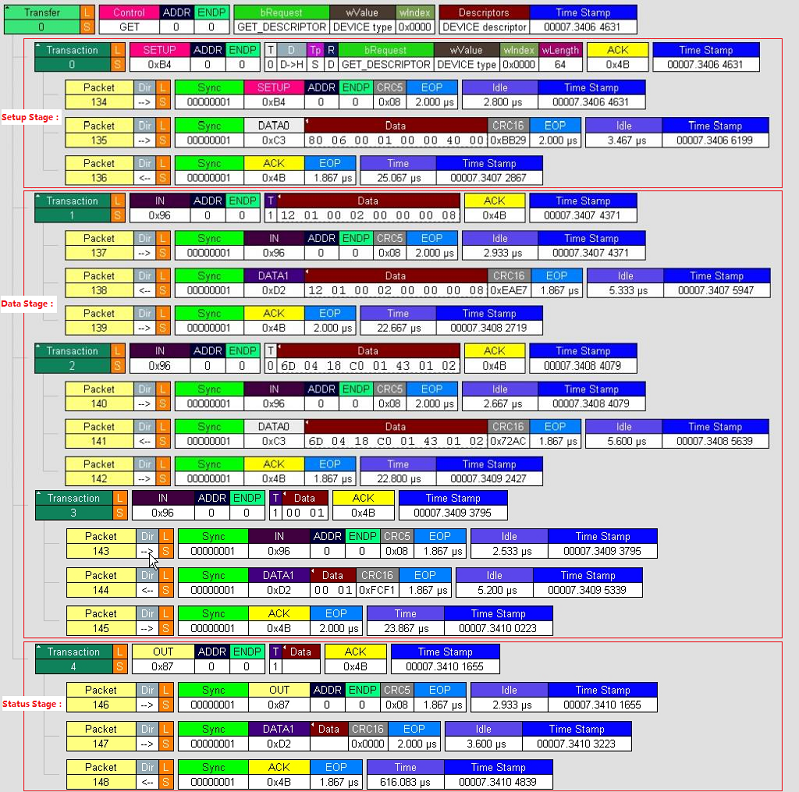 Transfer L Control ADDR ENDP bRequest wValue wIndex Descriptors Time Stamp
0 S GET 0 0 GET_DESCRIPTOR DEVICE type 0x0000 DEVICE descriptor 00007.3406 4631
Transaction L SETUP ADDR ENDP T D Tp R bRequest wValue wIndex wLength ACK Time Stamp
0 S 0xB4 0 0 0 D->H S D GET_DESCRIPTOR DEVICE type 0x0000 64 0x4B 00007.3406 4631
Packet Dir L Sync SETUP ADDR ENDP CRC5 EOP Idle Time Stamp
134 --> S 00000001 0xB4 0 0 0x08 2.000 µs 2.800 µs 00007.3406 4631
Setup Stage :
Packet Dir L Sync DATA0 Data CRC16 EOP Idle Time Stamp
135 --> S 00000001 0xC3 80 06 00 01 00 00 40 00 0xBB29 2.000 µs 3.467 µs 00007.3406 6199
Packet Dir L Sync ACK EOP Time Time Stamp
136 <-- S 00000001 0x4B 1.867 µs 25.067 µs 00007.3407 2867
Transaction L IN ADDR ENDP T Data ACK Time Stamp
1 S 0x96 0 0 1 12 01 00 02 00 00 00 08 0x4B 00007.3407 4371
Packet Dir L Sync IN ADDR ENDP CRC5 EOP Idle Time Stamp
137 --> S 00000001 0x96 0 0 0x08 2.000 µs 2.933 µs 00007.3407 4371
Packet Dir L Sync DATA1 Data CRC16 EOP Idle Time Stamp
138 <-- S 00000001 0xD2 12 01 00 02 00 00 00 08 0xEAE7 1.867 µs 5.333 µs 00007.3407 5947
Data Stage :
Packet Dir L Sync ACK EOP Time Time Stamp
139 --> S 00000001 0x4B 2.000 µs 22.667 µs 00007.3408 2719
Transaction L IN ADDR ENDP T Data ACK Time Stamp
2 S 0x96 0 0 0 6D 04 18 C0 01 43 01 02 0x4B 00007.3408 4079
Packet Dir L Sync IN ADDR ENDP CRC5 EOP Idle Time Stamp
140 --> S 00000001 0x96 0 0 0x08 2.000 µs 2.667 µs 00007.3408 4079
Packet Dir L Sync DATA0 Data CRC16 EOP Idle Time Stamp
141 <-- S 00000001 0xC3 6D 04 18 C0 01 43 01 02 0x72AC 1.867 µs 5.600 µs 00007.3408 5639
Packet Dir L Sync ACK EOP Time Time Stamp
142 --> S 00000001 0x4B 1.867 µs 22.800 µs 00007.3409 2427
Transaction L IN ADDR ENDP T Data ACK Time Stamp
3 S 0x96 0 0 1 00 01 0x4B 00007.3409 3795
Packet Dir L Sync IN ADDR ENDP CRC5 EOP Idle Time Stamp
143 --> S 00000001 0x96 0 0 0x08 1.867 µs 2.533 µs 00007.3409 3795
Packet Dir L Sync DATA1 Data CRC16 EOP Idle Time Stamp
144 <-- S 00000001 0xD2 00 01 0xFCF1 1.867 µs 5.200 µs 00007.3409 5339
Packet Dir L Sync ACK EOP Time Time Stamp
145 --> S 00000001 0x4B 2.000 µs 23.867 µs 00007.3410 0223
Transaction L OUT ADDR ENDP T Data ACK Time Stamp
4 S 0x87 0 0 1 0x4B 00007.3410 1655
Packet Dir L Sync OUT ADDR ENDP CRC5 EOP Idle Time Stamp
146 --> S 00000001 0x87 0 0 0x08 1.867 µs 2.933 µs 00007.3410 1655
Status Stage :
Packet Dir L Sync DATA1 Data CRC16 EOP Idle Time Stamp
147 --> S 00000001 0xD2 0x0000 2.000 µs 3.600 µs 00007.3410 3223
Packet Dir L Sync ACK EOP Time Time Stamp
148 <-- S 00000001 0x4B 1.867 µs 616.083 µs 00007.3410 4839